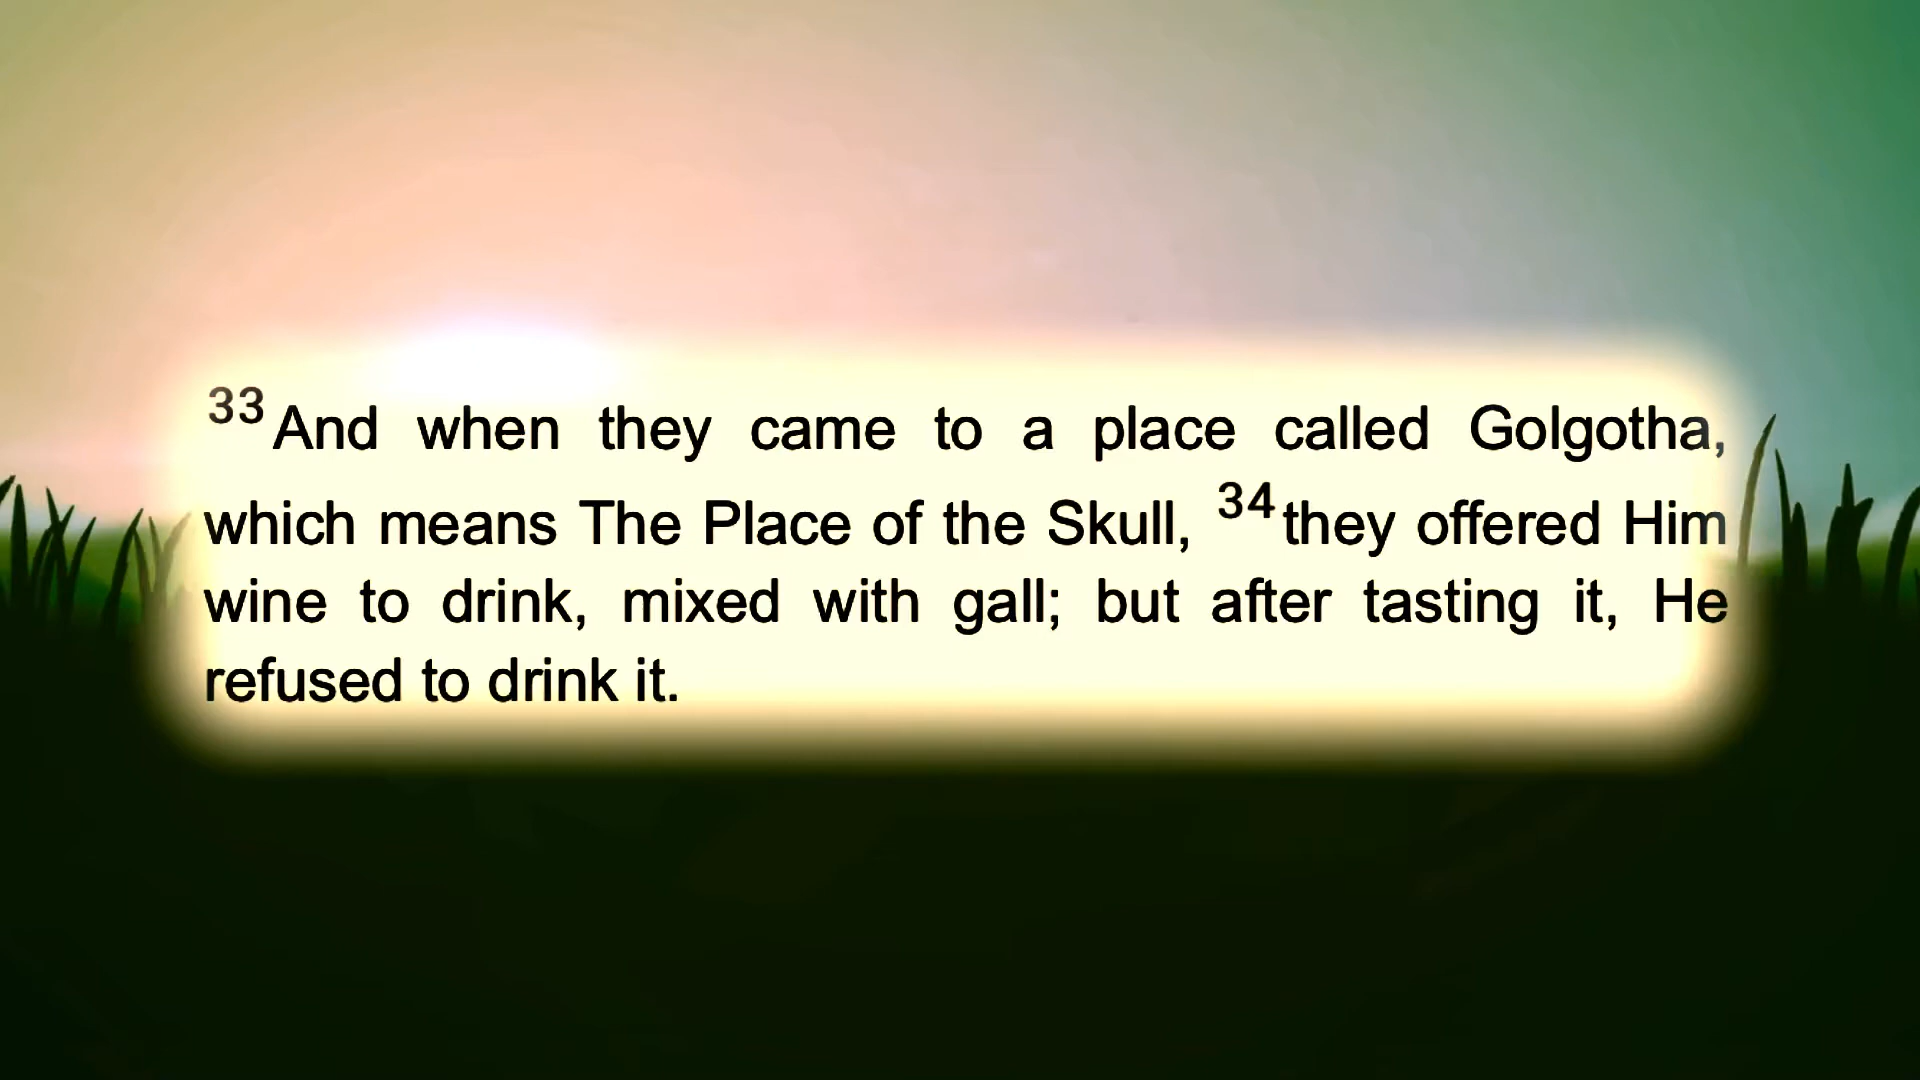 33And when they came to a place called Golgotha,
which means The Place of the Skull, 34they offered Him
wine to drink, mixed with gall; but after tasting it, He
refused to drink it.